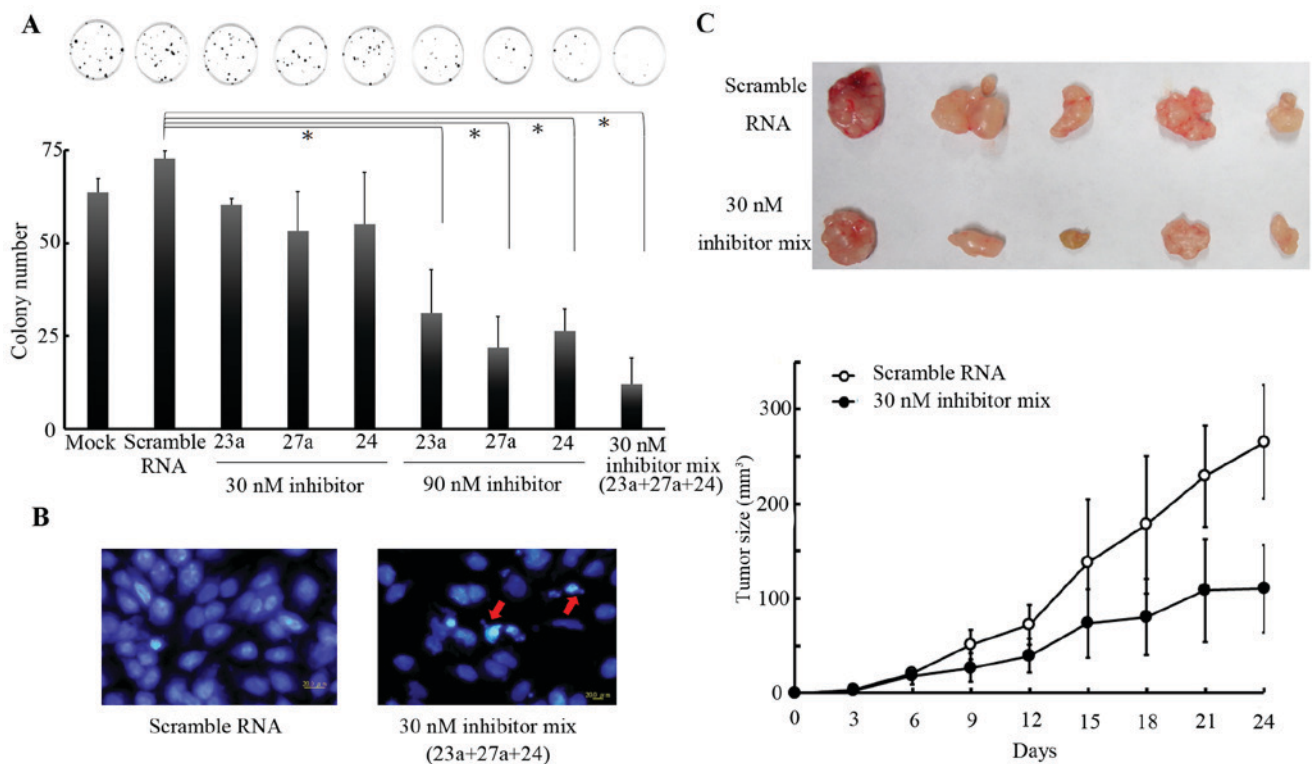 A
*
*
*
*
75
50
25
0
Colony number
Mock
Scramble
RNA
23a
27a
24
30 nM inhibitor
23a
27a
24
90 nM inhibitor
30 nM
inhibitor mix
(23a+27a+24)
B
Scramble RNA
30 nM inhibitor mix
(23a+27a+24)
C
Scramble
RNA
30 nM
inhibitor mix
Scramble RNA
30 nM inhibitor mix
300
200
100
0
Tumor size (mm³)
0 3 6 9 12 15 18 21 24
Days